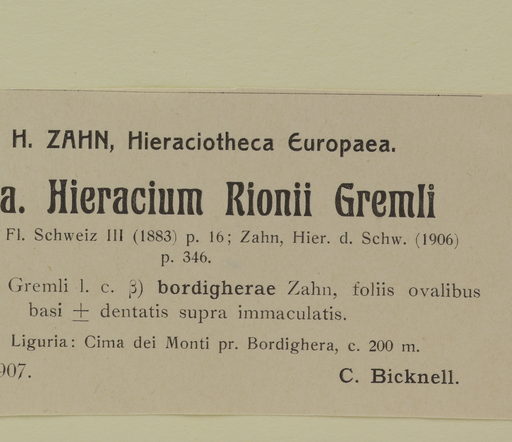 H. ZAHN, Hieraciotheca Europaea.
a. Hieracium Rionii Gremli
Fl. Schweiz III (1883) p. 16; Zahn, Hier. d. Schw. (1906)
p. 346.
Gremli l. c. β) bordigherae Zahn, foliis ovalibus
basi ± dentatis supra immaculatis.
Liguria: Cima dei Monti pr. Bordighera, c. 200 m.
907.
C. Bicknell.